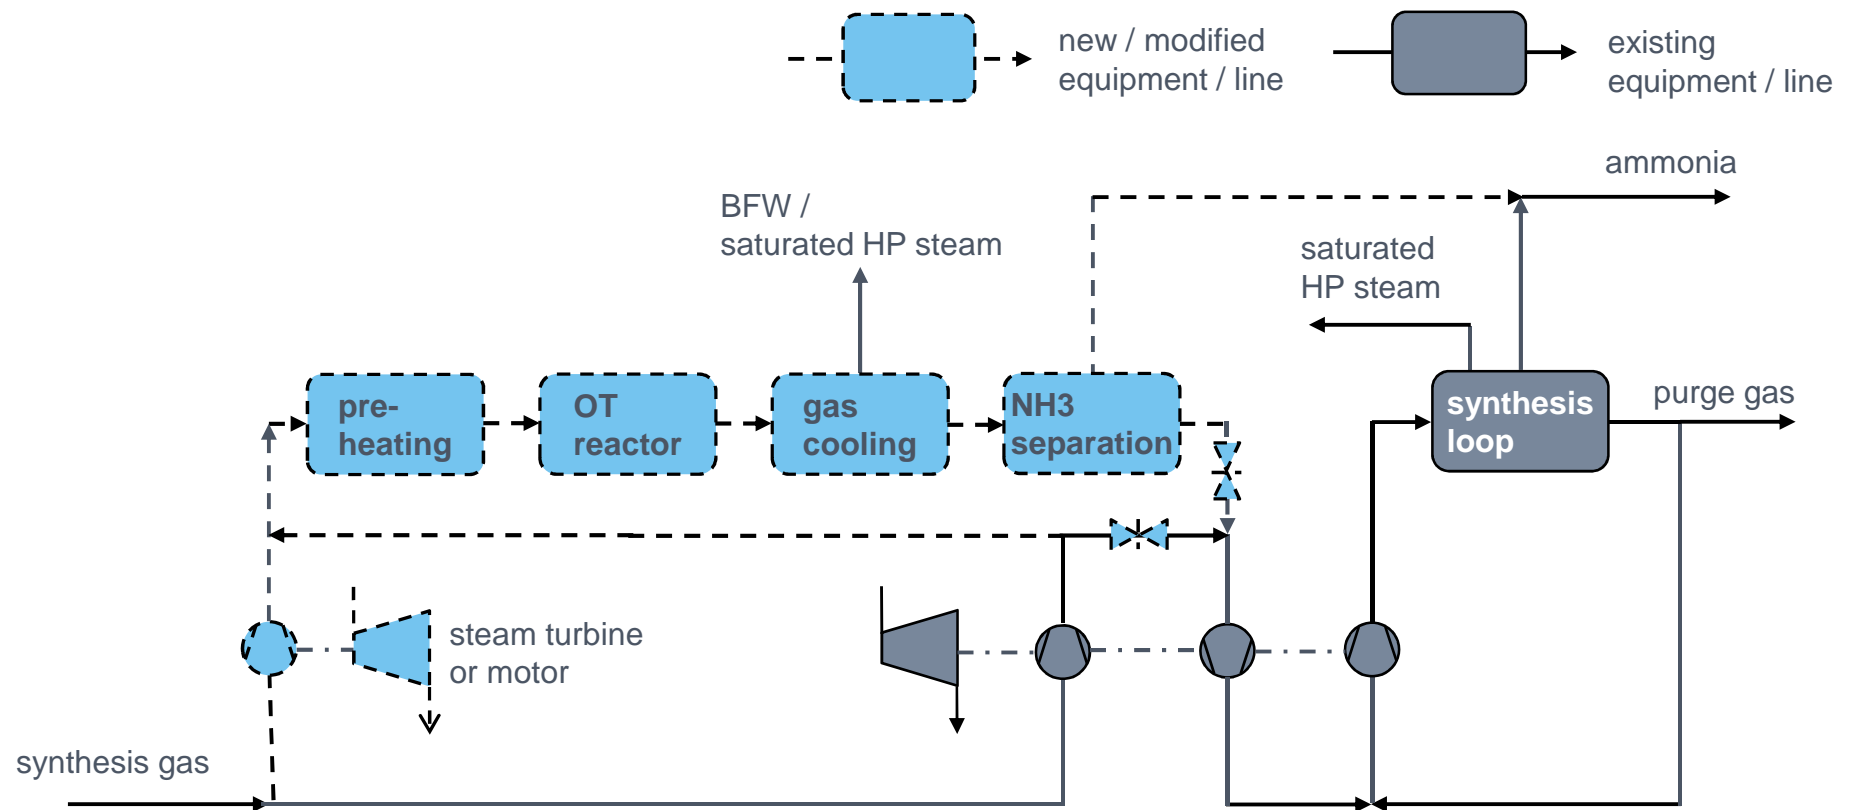 new / modified
equipment / line
existing
equipment / line
ammonia
BFW /
saturated HP steam
saturated
HP steam
pre-
heating
OT
reactor
gas
cooling
NH3
separation
synthesis
loop
purge gas
steam turbine
or motor
synthesis gas